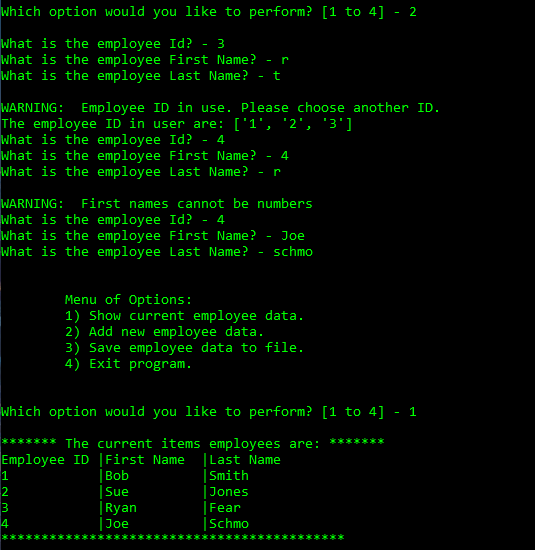 Which option would you like to perform? [1 to 4] - 2
What is the employee Id? - 3
What is the employee First Name? - r
What is the employee Last Name? - t
WARNING:  Employee ID in use. Please choose another ID.
The employee ID in user are: ['1', '2', '3']
What is the employee Id? - 4
What is the employee First Name? - 4
What is the employee Last Name? - r
WARNING:  First names cannot be numbers
What is the employee Id? - 4
What is the employee First Name? - Joe
What is the employee Last Name? - schmo
Menu of Options:
1) Show current employee data.
2) Add new employee data.
3) Save employee data to file.
4) Exit program.
Which option would you like to perform? [1 to 4] - 1
******* The current items employees are: *******
Employee ID |First Name  |Last Name
1           |Bob         |Smith
2           |Sue         |Jones
3           |Ryan        |Fear
4           |Joe         |Schmo
*******************************************